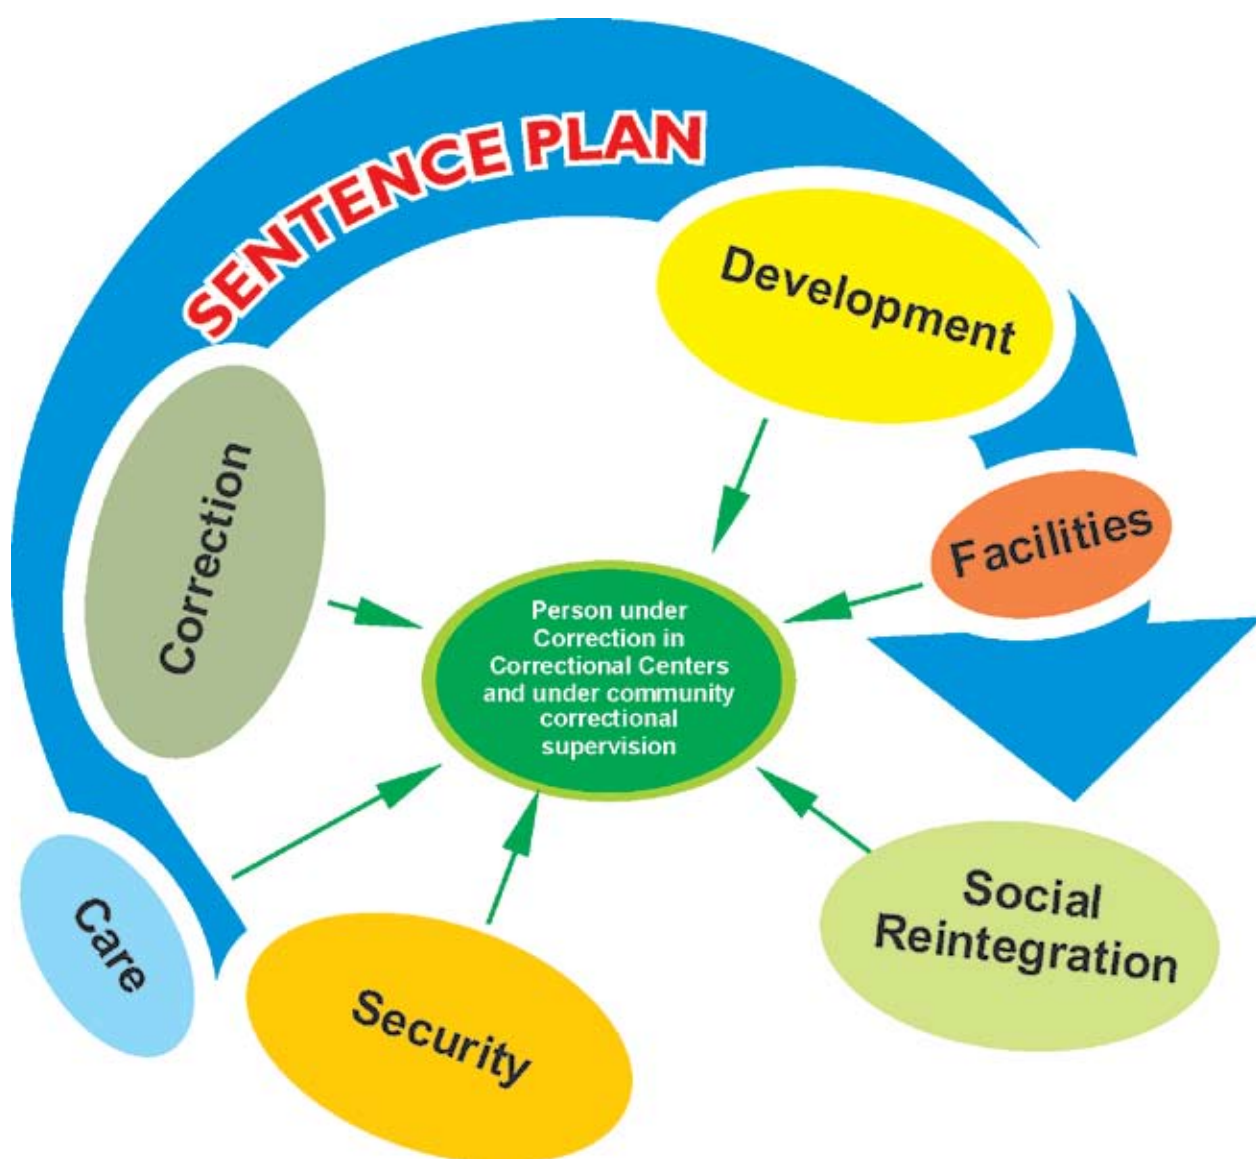 SENTENCE PLAN
Development
Correction
Facilities
Person under
Correction in
Correctional Centers
and under community
correctional
supervision
Care
Security
Social
Reintegration